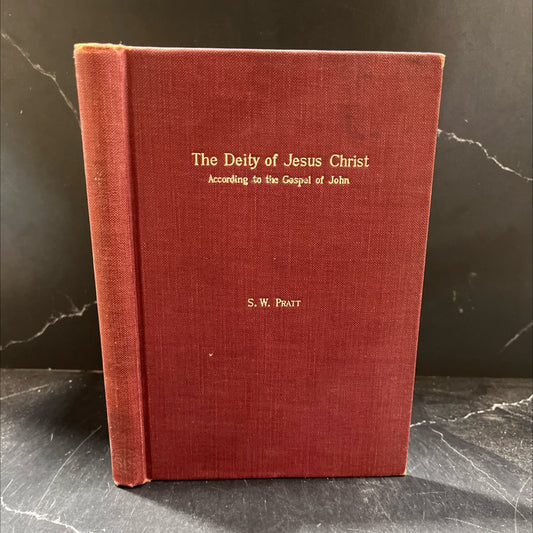 The Deity of Jesus Christ
According to the Gospel of John
S. W. PRATT